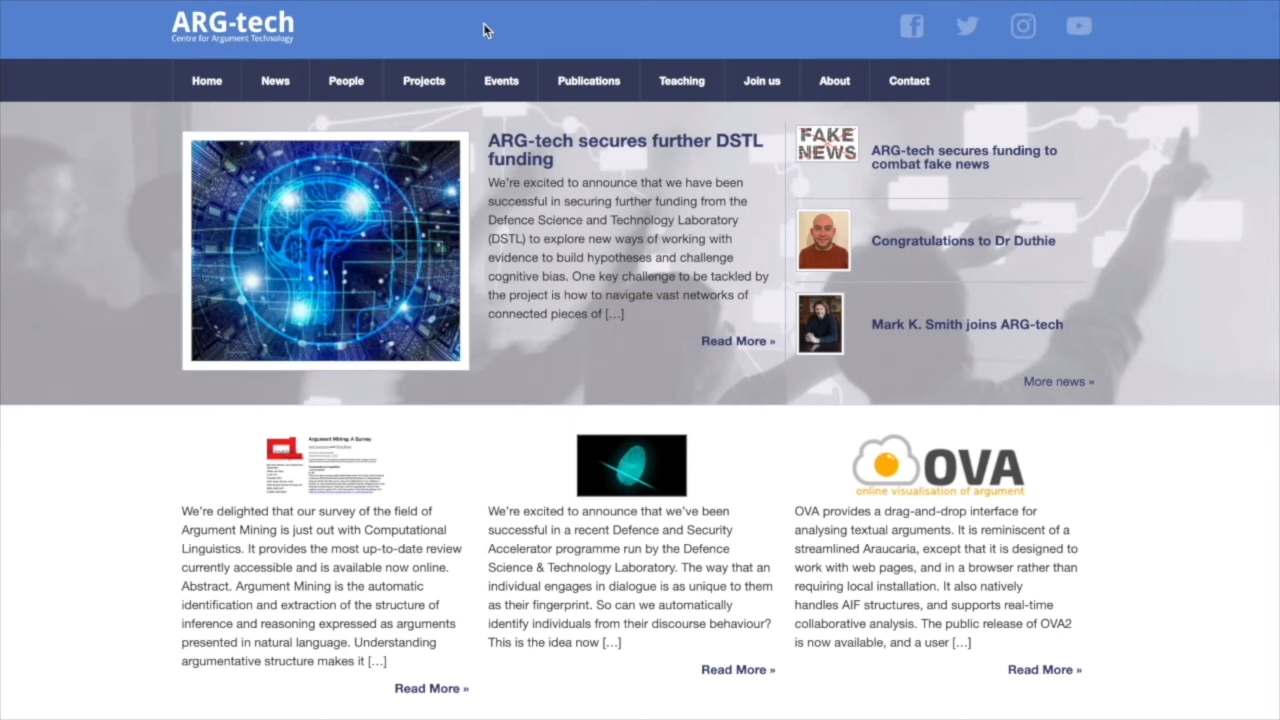 ARG-tech
Centre for Argument Technology
Home News People Projects Events Publications Teaching Join us About Contact
ARG-tech secures further DSTL
funding
We're excited to announce that we have been
successful in securing further funding from the
Defence Science and Technology Laboratory
(DSTL) to explore new ways of working with
evidence to build hypotheses and challenge
cognitive bias. One key challenge to be tackled by
the project is how to navigate vast networks of
connected pieces of […]
Read More »
FAKE
NEWS
ARG-tech secures funding to
combat fake news
Congratulations to Dr Duthie
Mark K. Smith joins ARG-tech
More news »
Argument Mining: A Survey
We're delighted that our survey of the field of
Argument Mining is just out with Computational
Linguistics. It provides the most up-to-date review
currently accessible and is available now online.
Abstract. Argument Mining is the automatic
identification and extraction of the structure of
inference and reasoning expressed as arguments
presented in natural language. Understanding
argumentative structure makes it […]
Read More »
We're excited to announce that we've been
successful in a recent Defence and Security
Accelerator programme run by the Defence
Science & Technology Laboratory. The way that an
individual engages in dialogue is as unique to them
as their fingerprint. So can we automatically
identify individuals from their discourse behaviour?
This is the idea now […]
Read More »
OVA
online visualisation of argument
OVA provides a drag-and-drop interface for
analysing textual arguments. It is reminiscent of a
streamlined Araucaria, except that it is designed to
work with web pages, and in a browser rather than
requiring local installation. It also natively
handles AIF structures, and supports real-time
collaborative analysis. The public release of OVA2
is now available, and a user […]
Read More »